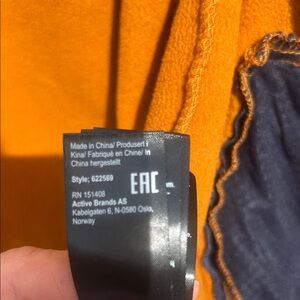 Made in China/ Produsert i
Kina/ Fabriqué en Chine/ in
China hergestellt
Style: 622569
EAC
RN 151408
Active Brands AS
Kabelgaten 6, N-0580 Oslo,
Norway